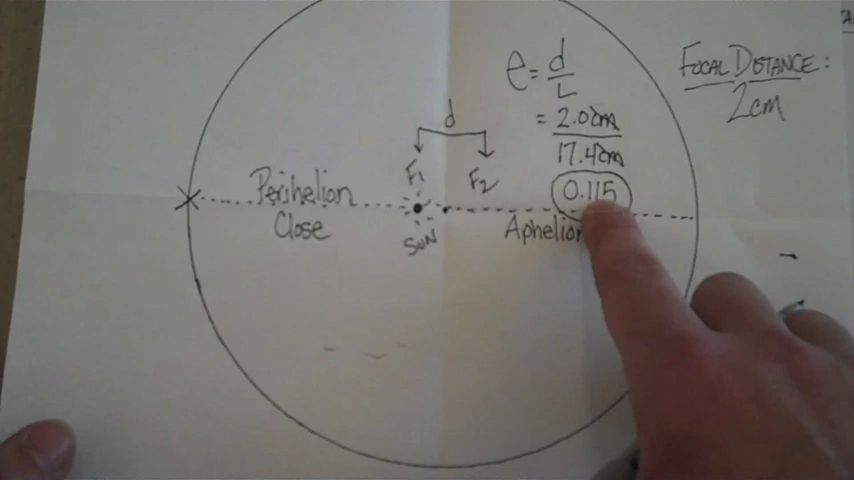 e = d
L
= 2.0cm
17.4cm
0.115
FOCAL DISTANCE:
2cm
d
F1
F2
Perihelion
Close
SUN
Aphelion